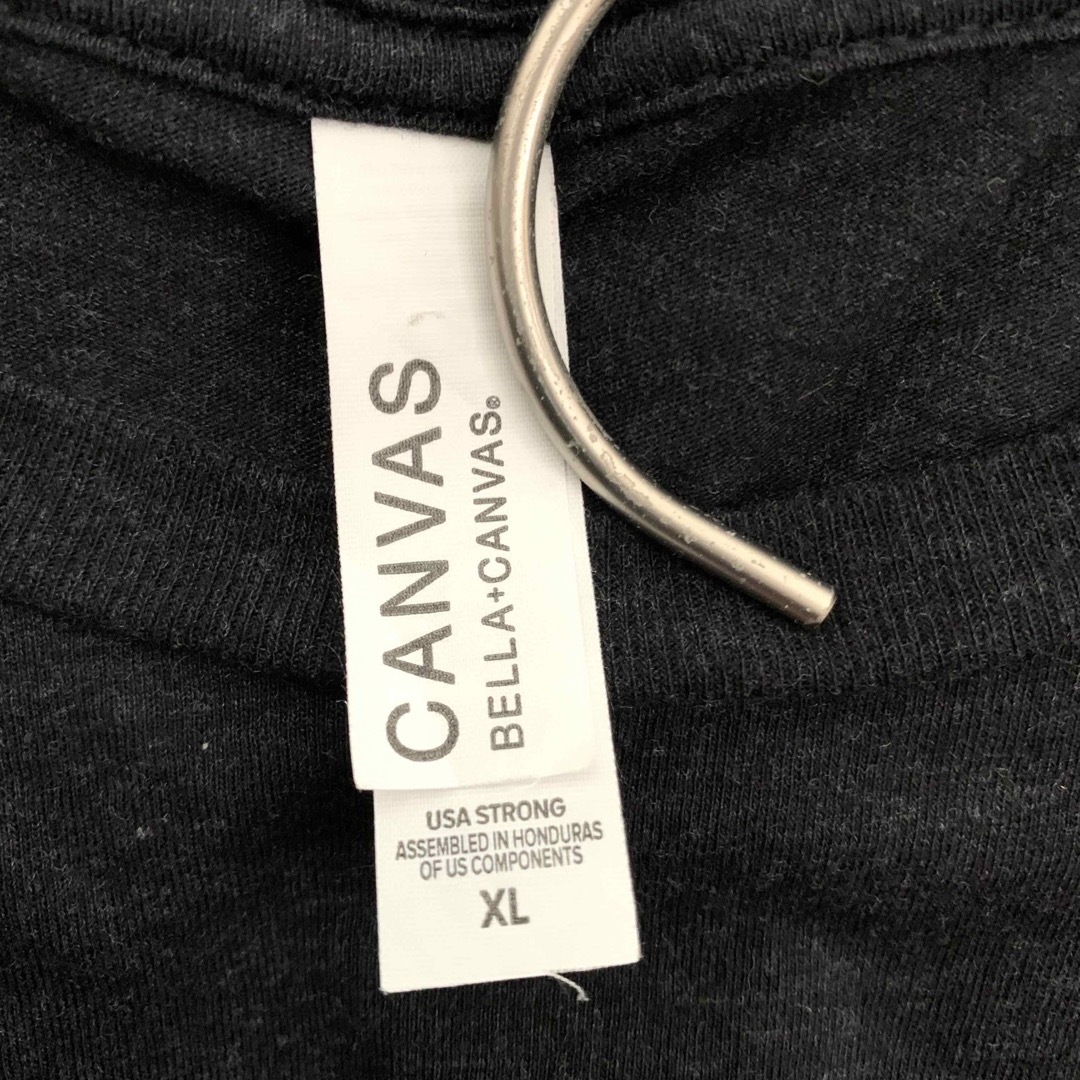 CANVAS
BELLA+CANVAS®
USA STRONG
ASSEMBLED IN HONDURAS
OF US COMPONENTS
XL